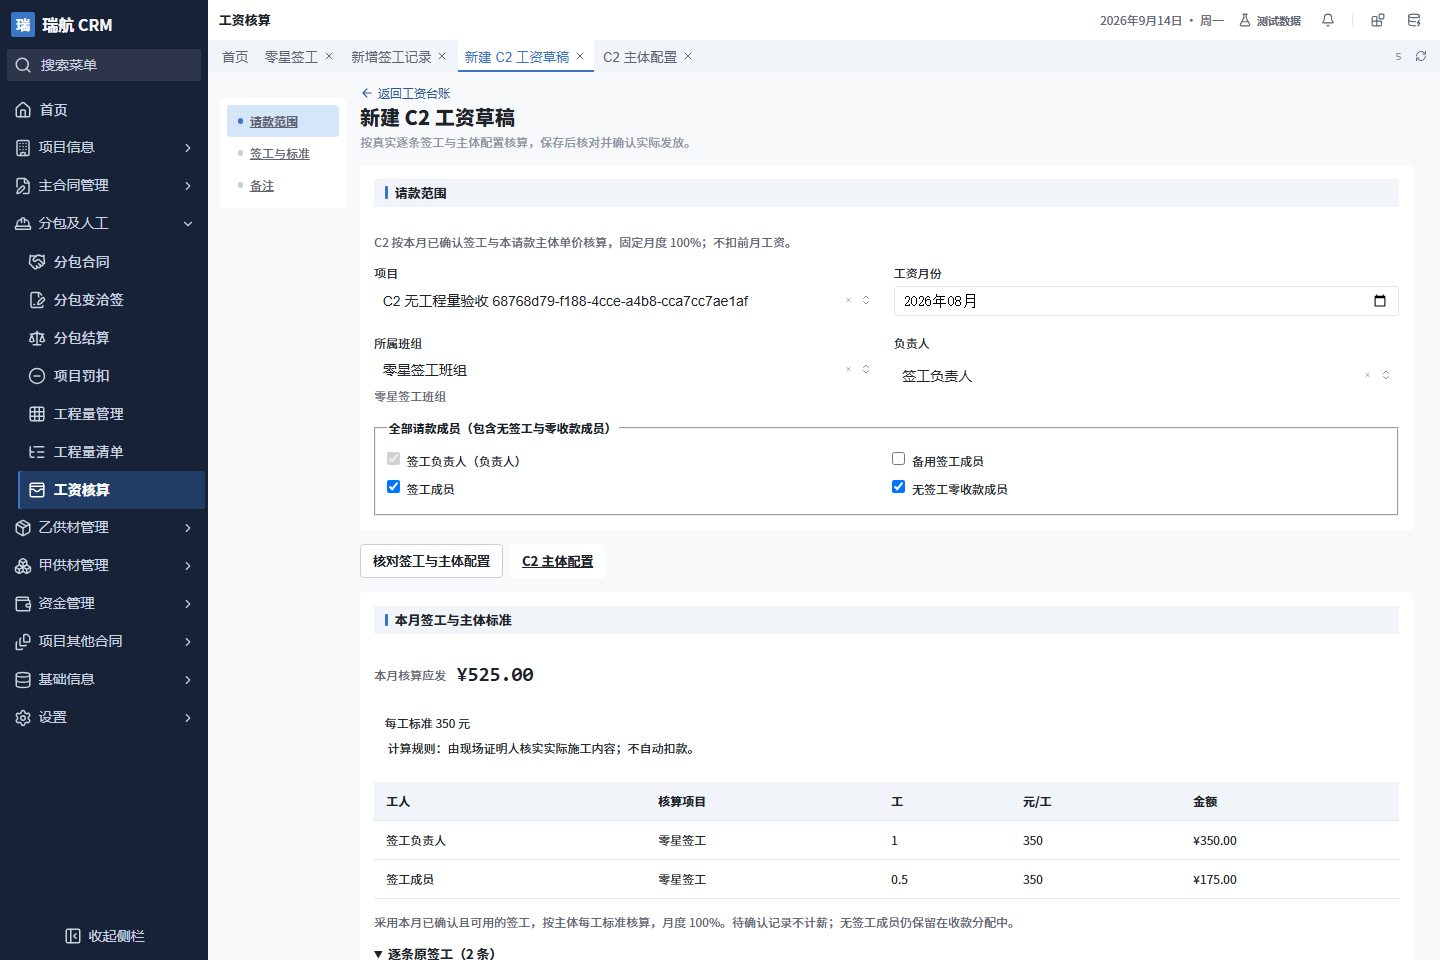 瑞 瑞航 CRM
搜索菜单
首页
项目信息
主合同管理
分包及人工
分包合同
分包变洽签
分包结算
项目罚扣
工程量管理
工程量清单
工资核算
乙供材管理
甲供材管理
资金管理
项目其他合同
基础信息
设置
收起侧栏
工资核算
2026年9月14日 • 周一 测试数据
首页 零星签工 × 新增签工记录 × 新建 C2 工资草稿 × C2 主体配置 × 5
请款范围
签工与标准
备注
← 返回工资台账
新建 C2 工资草稿
按真实逐条签工与主体配置核算，保存后核对并确认实际发放。
请款范围
C2 按本月已确认签工与本请款主体单价核算，固定月度 100%；不扣前月工资。
项目
C2 无工程量验收 68768d79-f188-4cce-a4b8-cca7cc7ae1af ×
工资月份
2026年08月
所属班组
零星签工班组 ×
零星签工班组
负责人
签工负责人 ×
全部请款成员（包含无签工与零收款成员）
签工负责人（负责人）
备用签工成员
签工成员
无签工零收款成员
核对签工与主体配置 C2 主体配置
本月签工与主体标准
本月核算应发 ¥525.00
每工标准 350 元
计算规则：由现场证明人核实实际施工内容；不自动扣款。
工人 核算项目 工 元/工 金额
签工负责人 零星签工 1 350 ¥350.00
签工成员 零星签工 0.5 350 ¥175.00
采用本月已确认且可用的签工，按主体每工标准核算，月度 100%。待确认记录不计薪；无签工成员仍保留在收款分配中。
▼ 逐条原签工（2 条）